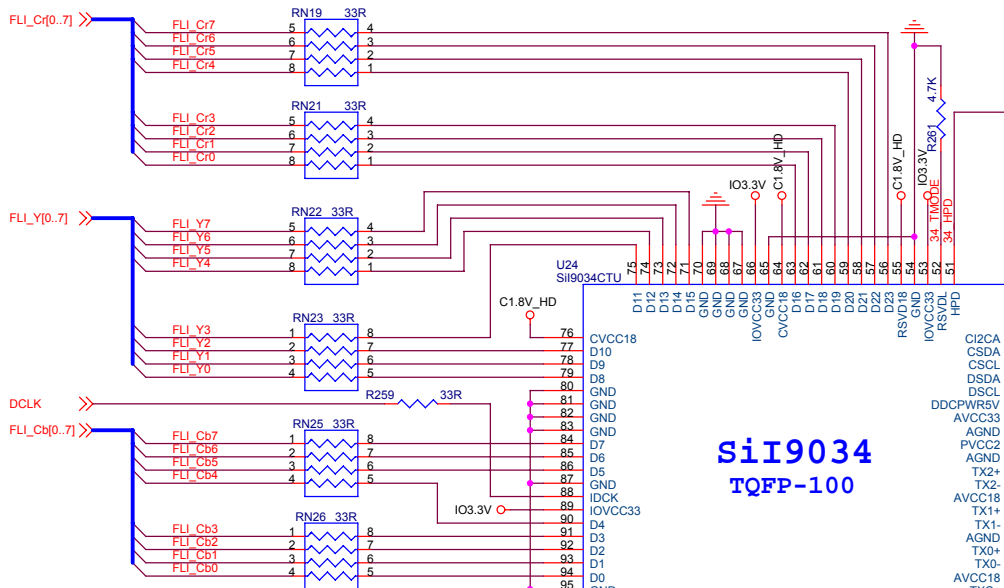 RN19 33R
FLI_Cr[0..7]
FLI_Cr7 5 4
FLI_Cr6 6 3
FLI_Cr5 7 2
FLI_Cr4 8 1
RN21 33R
FLI_Cr3 5 4
FLI_Cr2 6 3
FLI_Cr1 7 2
FLI_Cr0 8 1
4.7K
R261
C1.8V_HD
IO3.3V
C1.8V_HD
IO3.3V
34_TMODE
34_HPD
RN22 33R
FLI_Y[0..7]
FLI_Y7 5 4
FLI_Y6 6 3
FLI_Y5 7 2
FLI_Y4 8 1
U24
SiI9034CTU
75 74 73 72 71 70 69 68 67 66 65 64 63 62 61 60 59 58 57 56 55 54 53 52 51
D11 D12 D13 D14 D15 GND GND GND GND IOVCC33 GND CVCC18 D16 D17 D18 D19 D20 D21 D22 D23 RSVD18 GND IOVCC33 RSVDL HPD
C1.8V_HD
RN23 33R
FLI_Y3 1 8
FLI_Y2 2 7
FLI_Y1 3 6
FLI_Y0 4 5
76 CVCC18
77 D10
78 D9
79 D8
80 GND
81 GND
82 GND
83 GND
84 D7
85 D6
86 D5
87 GND
88 IDCK
89 IOVCC33
90 D4
91 D3
92 D2
93 D1
94 D0
95
DCLK
R259 33R
FLI_Cb[0..7]
RN25 33R
FLI_Cb7 1 8
FLI_Cb6 2 7
FLI_Cb5 3 6
FLI_Cb4 4 5
IO3.3V
RN26 33R
FLI_Cb3 1 8
FLI_Cb2 2 7
FLI_Cb1 3 6
FLI_Cb0 4 5
SiI9034
TQFP-100
CI2CA
CSDA
CSCL
DSDA
DSCL
DDCPWR5V
AVCC33
AGND
PVCC2
AGND
TX2+
TX2-
AVCC18
TX1+
TX1-
AGND
TX0+
TX0-
AVCC18